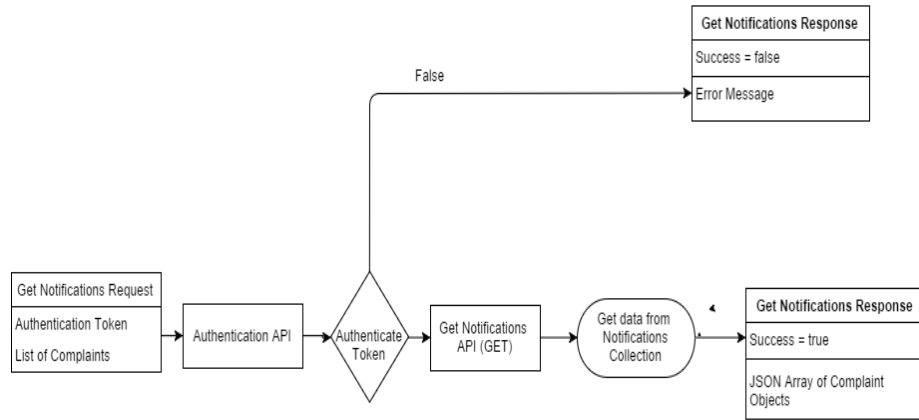 Get Notifications Response
Success = false
Error Message
False
Get Notifications Request
Authentication Token
List of Complaints
Authentication API
Authenticate
Token
Get Notifications
API (GET)
Get data from
Notifications
Collection
Get Notifications Response
Success = true
JSON Array of Complaint
Objects